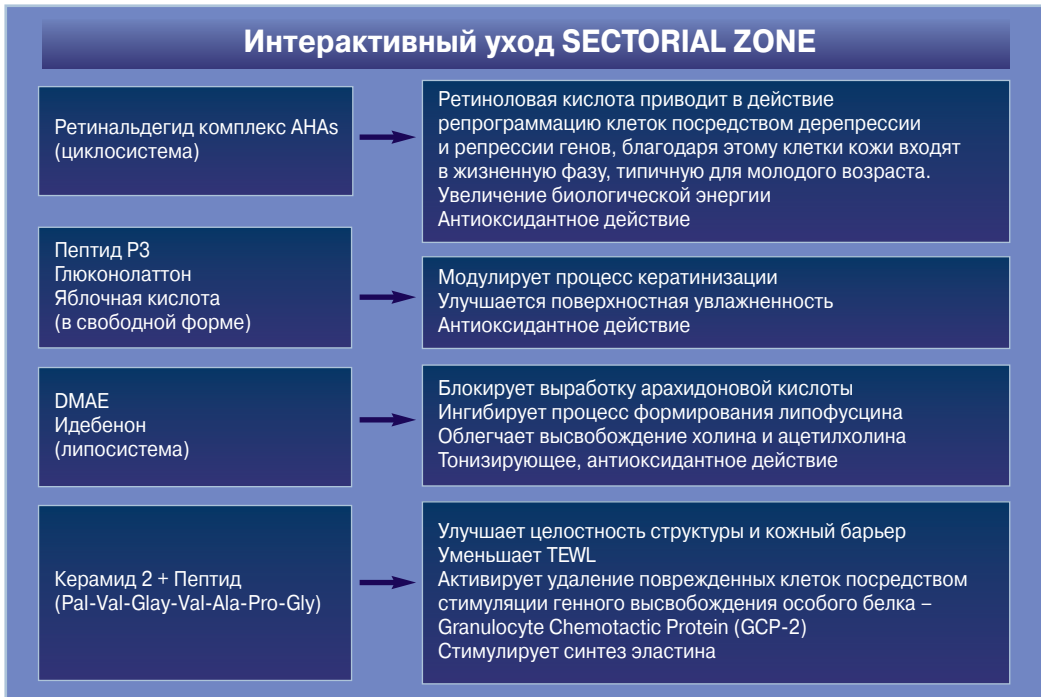 Интерактивный уход SECTORIAL ZONE
Ретинальдегид комплекс AHAs
(циклосистема)
Ретиноловая кислота приводит в действие
репрограммацию клеток посредством дерепрессии
и репрессии генов, благодаря этому клетки кожи входят
в жизненную фазу, типичную для молодого возраста.
Увеличение биологической энергии
Антиоксидантное действие
Пептид P3
Глюконолаттон
Яблочная кислота
(в свободной форме)
Модулирует процесс кератинизации
Улучшается поверхностная увлажненность
Антиоксидантное действие
DMAE
Идебенон
(липосистема)
Блокирует выработку арахидоновой кислоты
Ингибирует процесс формирования липофусцина
Облегчает высвобождение холина и ацетилхолина
Тонизирующее, антиоксидантное действие
Керамид 2 + Пептид
(Pal-Val-Glay-Val-Ala-Pro-Gly)
Улучшает целостность структуры и кожный барьер
Уменьшает TEWL
Активирует удаление поврежденных клеток посредством
стимуляции генного высвобождения особого белка –
Granulocyte Chemotactic Protein (GCP-2)
Стимулирует синтез эластина